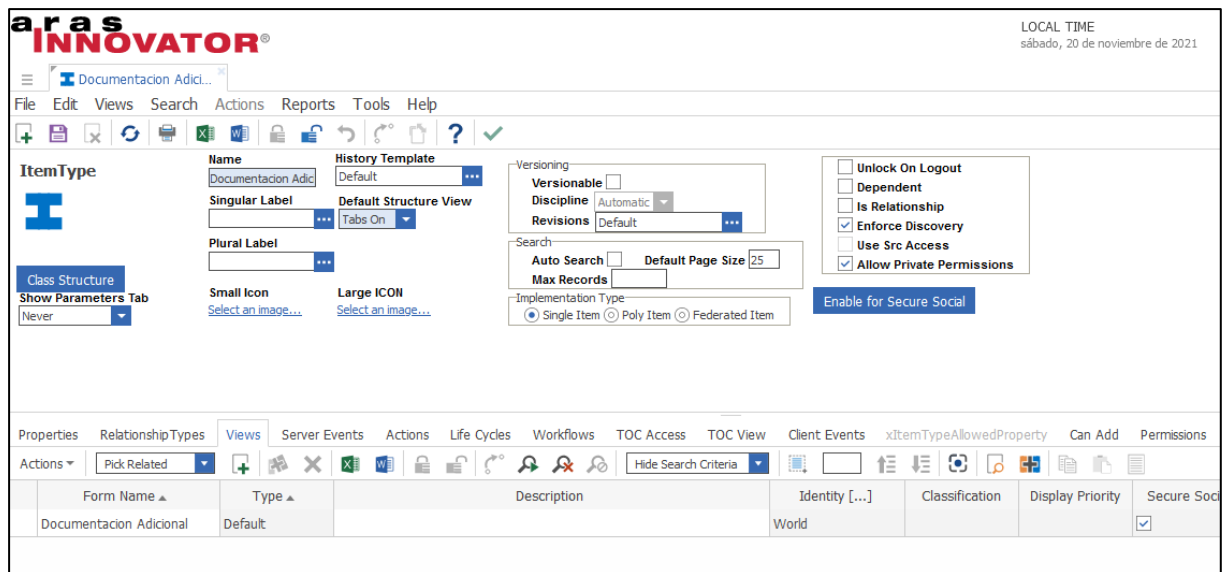 aras
INNOVATOR®
LOCAL TIME
sábado, 20 de noviembre de 2021
Documentacion Adici...
File Edit Views Search Actions Reports Tools Help
ItemType
Name
Documentacion Adic
History Template
Default
Singular Label
Default Structure View
Tabs On
Plural Label
Class Structure
Show Parameters Tab
Never
Small Icon
Select an image...
Large ICON
Select an image...
Versioning
Versionable
Discipline Automatic
Revisions Default
Search
Auto Search Default Page Size 25
Max Records
Implementation Type
Single Item Poly Item Federated Item
Unlock On Logout
Dependent
Is Relationship
Enforce Discovery
Use Src Access
Allow Private Permissions
Enable for Secure Social
Properties RelationshipTypes Views Server Events Actions Life Cycles Workflows TOC Access TOC View Client Events xItemTypeAllowedProperty Can Add Permissions
Actions Pick Related Hide Search Criteria
Form Name Type Description Identity [...] Classification Display Priority Secure Soci
Documentacion Adicional Default World